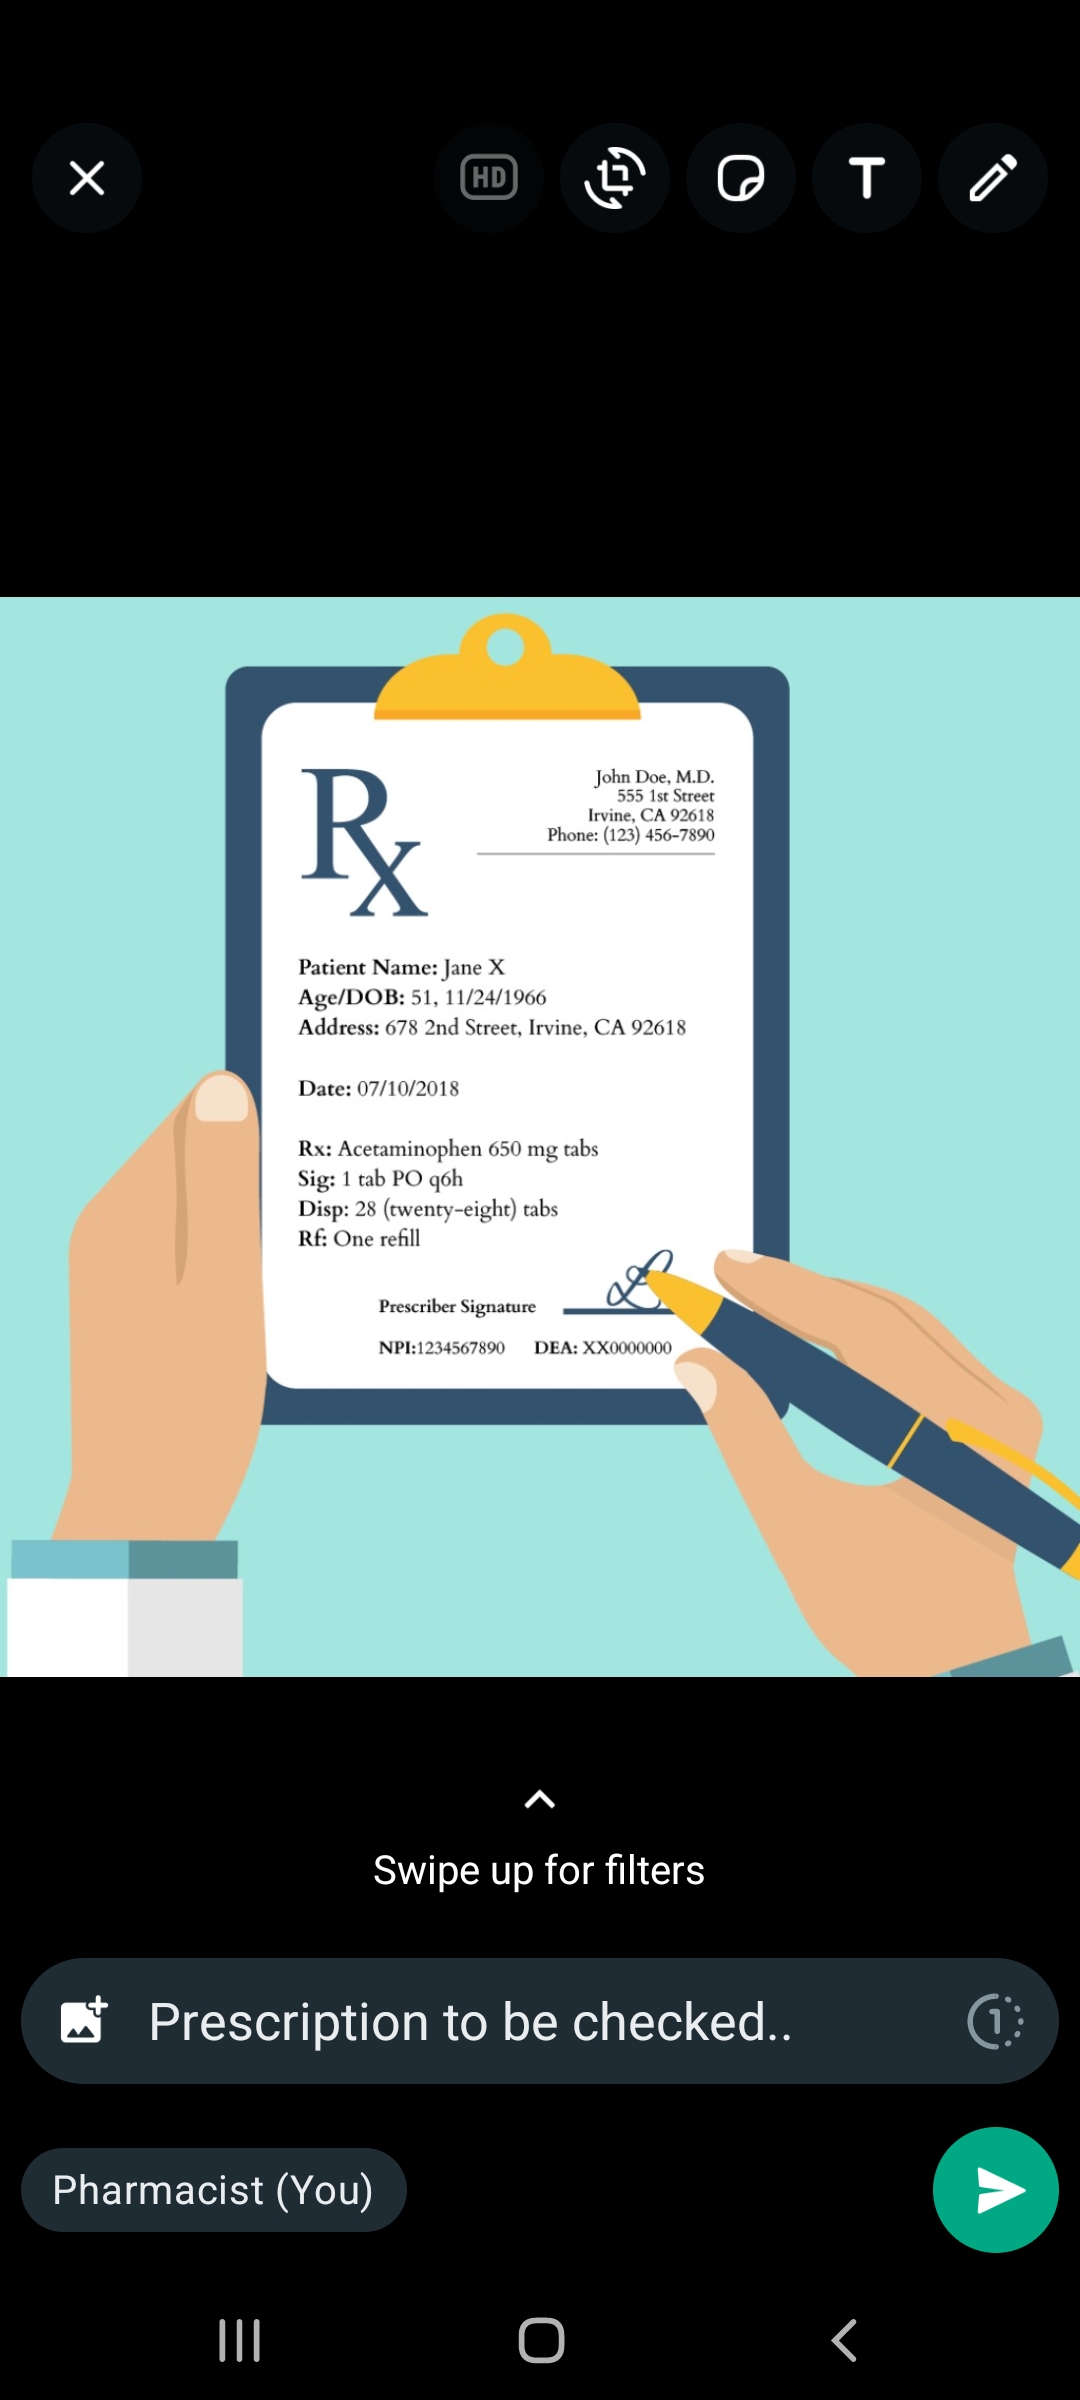 HD
T
Rx
John Doe, M.D.
555 1st Street
Irvine, CA 92618
Phone: (123) 456-7890
Patient Name: Jane X
Age/DOB: 51, 11/24/1966
Address: 678 2nd Street, Irvine, CA 92618
Date: 07/10/2018
Rx: Acetaminophen 650 mg tabs
Sig: 1 tab PO q6h
Disp: 28 (twenty-eight) tabs
Rf: One refill
Prescriber Signature
NPI:1234567890 DEA: XX0000000
Swipe up for filters
Prescription to be checked.. 1
Pharmacist (You)